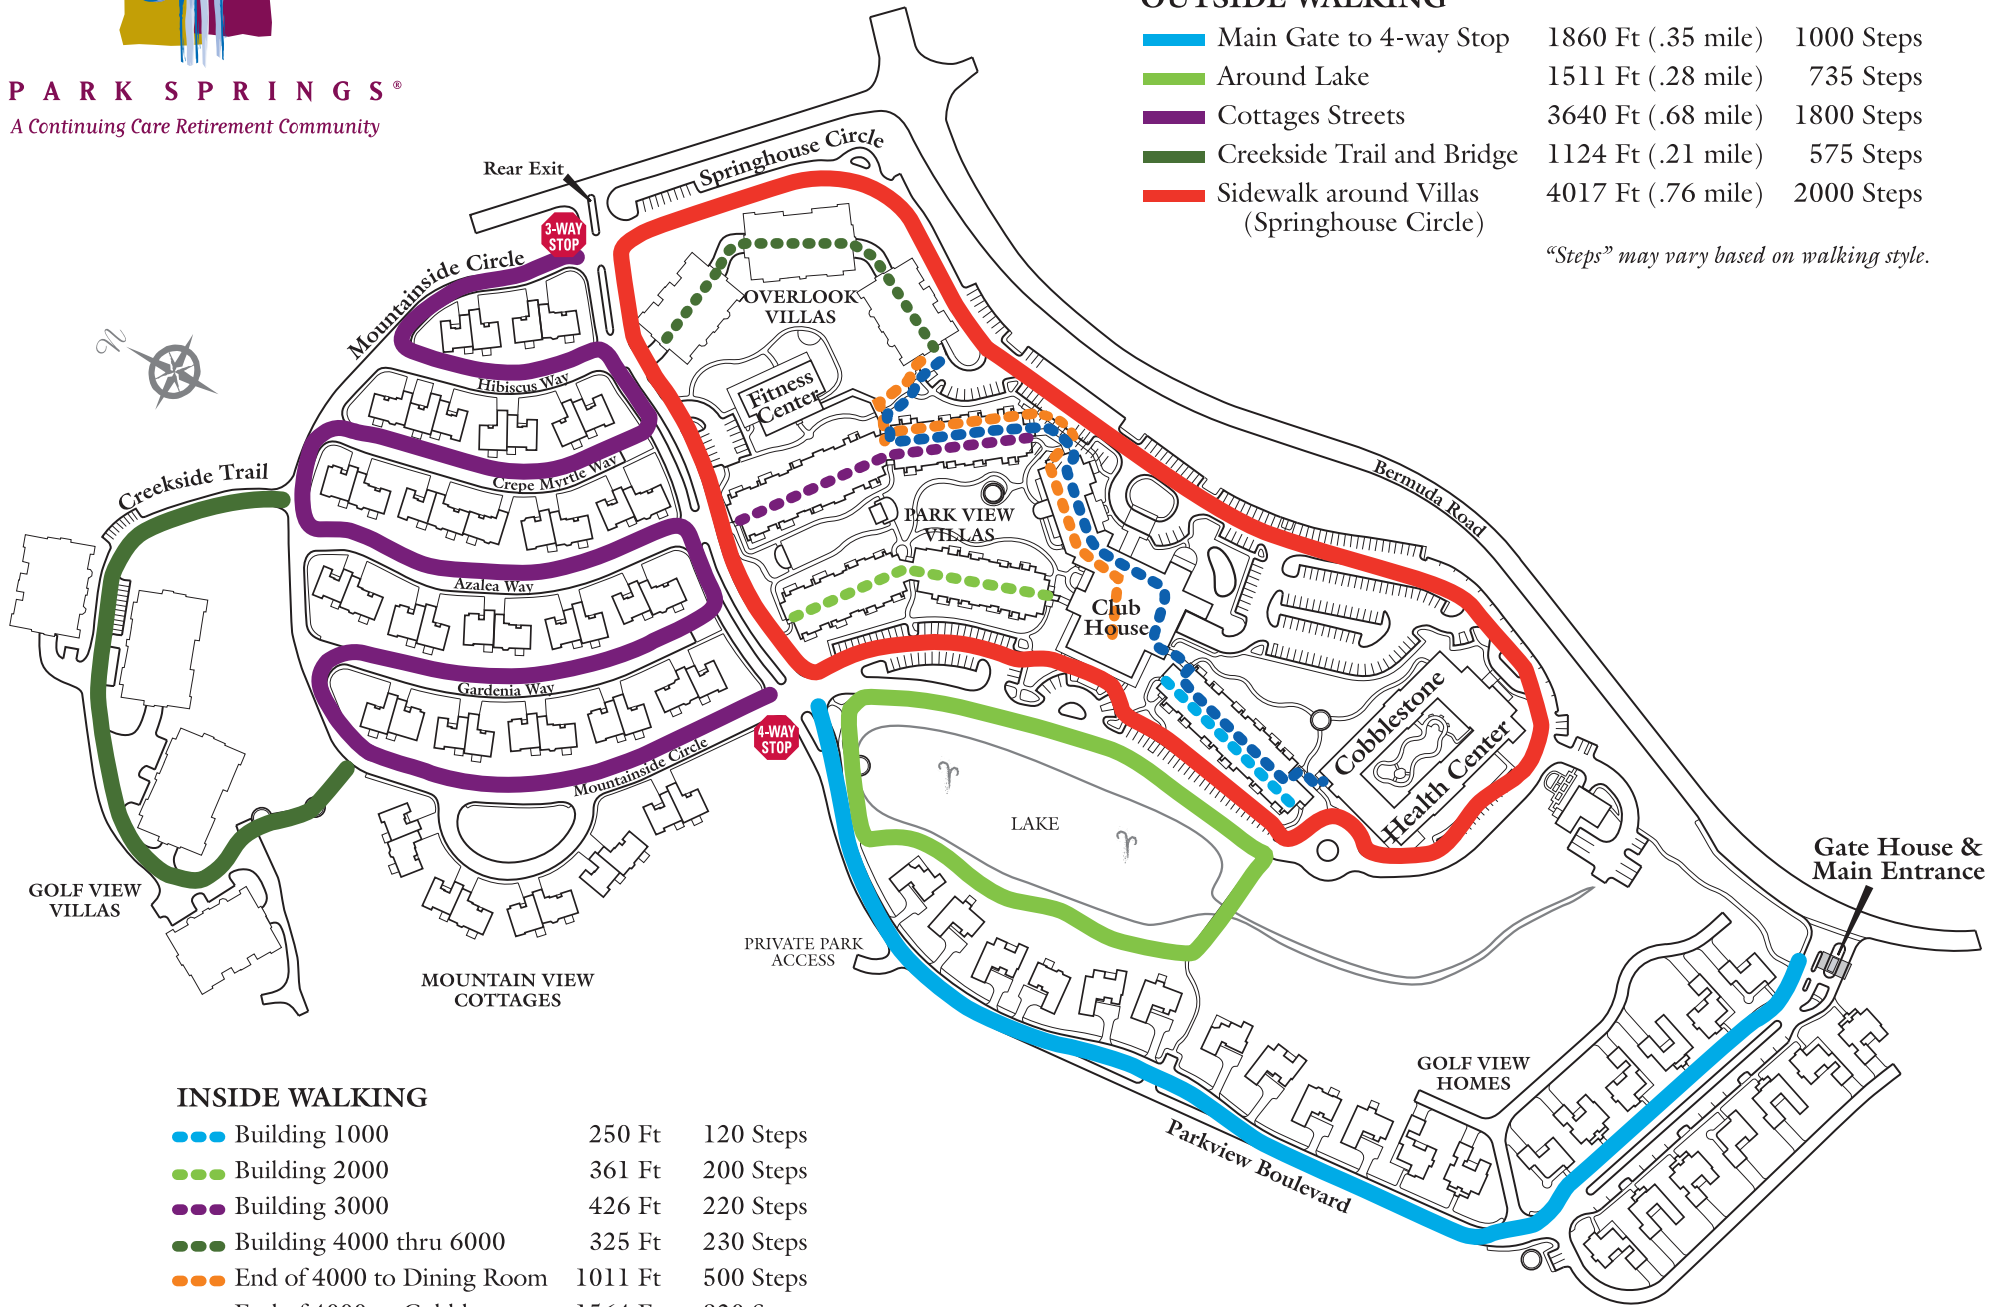 PARK SPRINGS®
A Continuing Care Retirement Community
OUTSIDE WALKING
Main Gate to 4-way Stop 1860 Ft (.35 mile) 1000 Steps
Around Lake 1511 Ft (.28 mile) 735 Steps
Cottages Streets 3640 Ft (.68 mile) 1800 Steps
Creekside Trail and Bridge 1124 Ft (.21 mile) 575 Steps
Sidewalk around Villas 4017 Ft (.76 mile) 2000 Steps
(Springhouse Circle)
“Steps” may vary based on walking style.
Springhouse Circle
Rear Exit
3-WAY
STOP
Mountainside Circle
OVERLOOK
VILLAS
N
Hibiscus Way
Fitness
Center
Crepe Myrtle Way
Creekside Trail
Bermuda Road
PARK VIEW
VILLAS
Azalea Way
Club
House
Gardenia Way
4-WAY
STOP
Mountainside Circle
Cobblestone
Health Center
LAKE
Gate House &
Main Entrance
GOLF VIEW
VILLAS
PRIVATE PARK
ACCESS
MOUNTAIN VIEW
COTTAGES
GOLF VIEW
HOMES
Parkview Boulevard
INSIDE WALKING
Building 1000 250 Ft 120 Steps
Building 2000 361 Ft 200 Steps
Building 3000 426 Ft 220 Steps
Building 4000 thru 6000 325 Ft 230 Steps
End of 4000 to Dining Room 1011 Ft 500 Steps